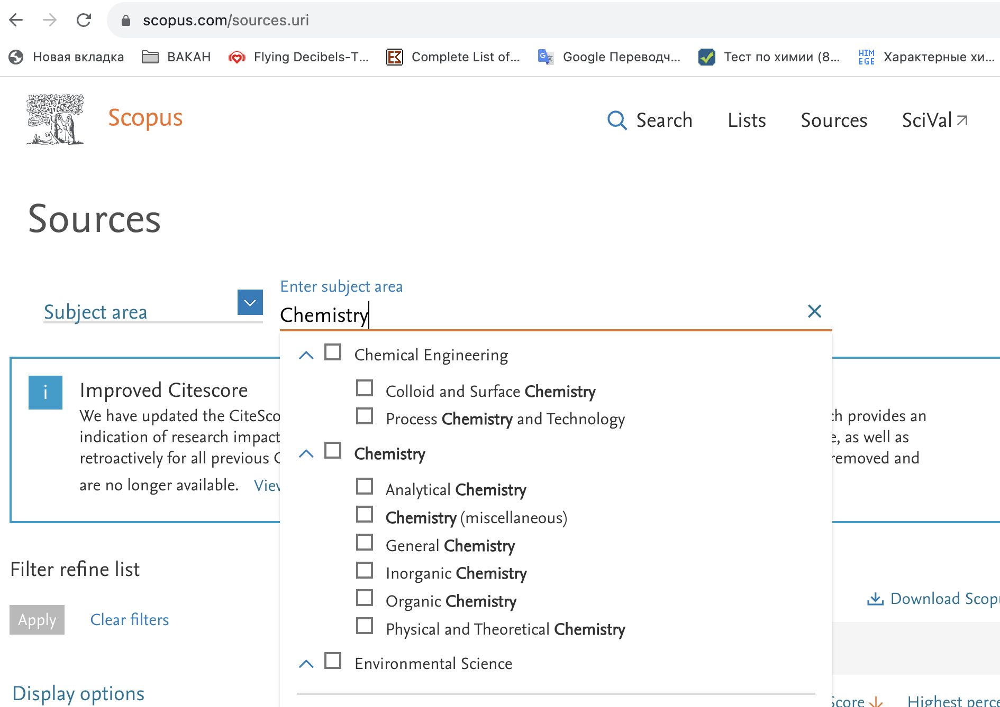 scopus.com/sources.uri
Новая вкладка ВАКАН Flying Decibels-T... Complete List of... Google Переводч... Тест по химии (8... Характерные хи...
HIM
EGE
NON SOLUS
Scopus
Search Lists Sources SciVal
Sources
Enter subject area
Subject area
Chemistry
Chemical Engineering
Colloid and Surface Chemistry
Process Chemistry and Technology
Chemistry
Analytical Chemistry
Chemistry (miscellaneous)
General Chemistry
Inorganic Chemistry
Organic Chemistry
Physical and Theoretical Chemistry
Environmental Science
i
Improved Citescore
We have updated the CiteSco
indication of research impact
retroactively for all previous
are no longer available. View
ch provides an
e, as well as
removed and
Filter refine list
Apply Clear filters
Download Scopu
Display options
Score Highest perce